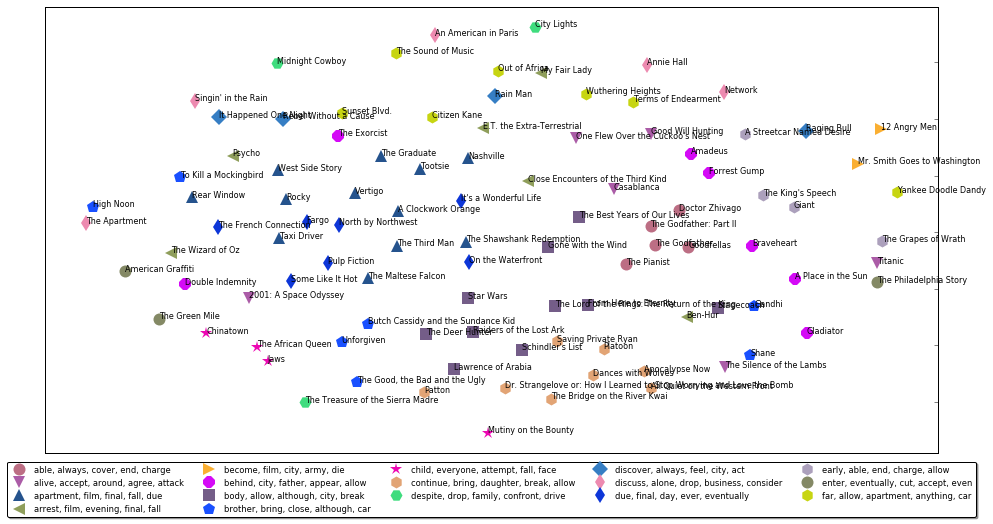 City Lights
An American in Paris
The Sound of Music
Midnight Cowboy
Annie Hall
Out of Africa
My Fair Lady
Wuthering Heights
Network
Rain Man
Singin' in the Rain
Terms of Endearment
It Happened One Night
Rebel Without a Cause
Sunset Blvd.
Citizen Kane
E.T. the Extra-Terrestrial
The Exorcist
One Flew Over the Cuckoo's Nest
Good Will Hunting
A Streetcar Named Desire
Raging Bull
12 Angry Men
Psycho
The Graduate
Nashville
Amadeus
Mr. Smith Goes to Washington
West Side Story
Tootsie
Forrest Gump
To Kill a Mockingbird
Close Encounters of the Third Kind
Casablanca
Rear Window
Rocky
Vertigo
It's a Wonderful Life
The King's Speech
Yankee Doodle Dandy
High Noon
A Clockwork Orange
Doctor Zhivago
Giant
The Apartment
The French Connection
Fargo
North by Northwest
The Best Years of Our Lives
The Godfather: Part II
Taxi Driver
The Third Man
The Shawshank Redemption
Gone with the Wind
The Godfather
Goodfellas
Braveheart
The Grapes of Wrath
The Wizard of Oz
Pulp Fiction
On the Waterfront
The Pianist
Titanic
American Graffiti
Double Indemnity
Some Like It Hot
The Maltese Falcon
A Place in the Sun
The Philadelphia Story
2001: A Space Odyssey
Star Wars
The Lord of the Rings: The Return of the King
From Here to Eternity
Stagecoach
Gandhi
The Green Mile
Butch Cassidy and the Sundance Kid
Ben-Hur
Chinatown
The Deer Hunter
Raiders of the Lost Ark
Gladiator
The African Queen
Unforgiven
Schindler's List
Saving Private Ryan
Platoon
Shane
Jaws
Lawrence of Arabia
Dances with Wolves
Apocalypse Now
The Silence of the Lambs
The Good, the Bad and the Ugly
Patton
Dr. Strangelove or: How I Learned to Stop Worrying and Love the Bomb
All Quiet on the Western Front
The Treasure of the Sierra Madre
The Bridge on the River Kwai
Mutiny on the Bounty
able, always, cover, end, charge
alive, accept, around, agree, attack
apartment, film, final, fall, due
arrest, film, evening, final, fall
become, film, city, army, die
behind, city, father, appear, allow
body, allow, although, city, break
brother, bring, close, although, car
child, everyone, attempt, fall, face
continue, bring, daughter, break, allow
despite, drop, family, confront, drive
discover, always, feel, city, act
discuss, alone, drop, business, consider
due, final, day, ever, eventually
early, able, end, charge, allow
enter, eventually, cut, accept, even
far, allow, apartment, anything, car